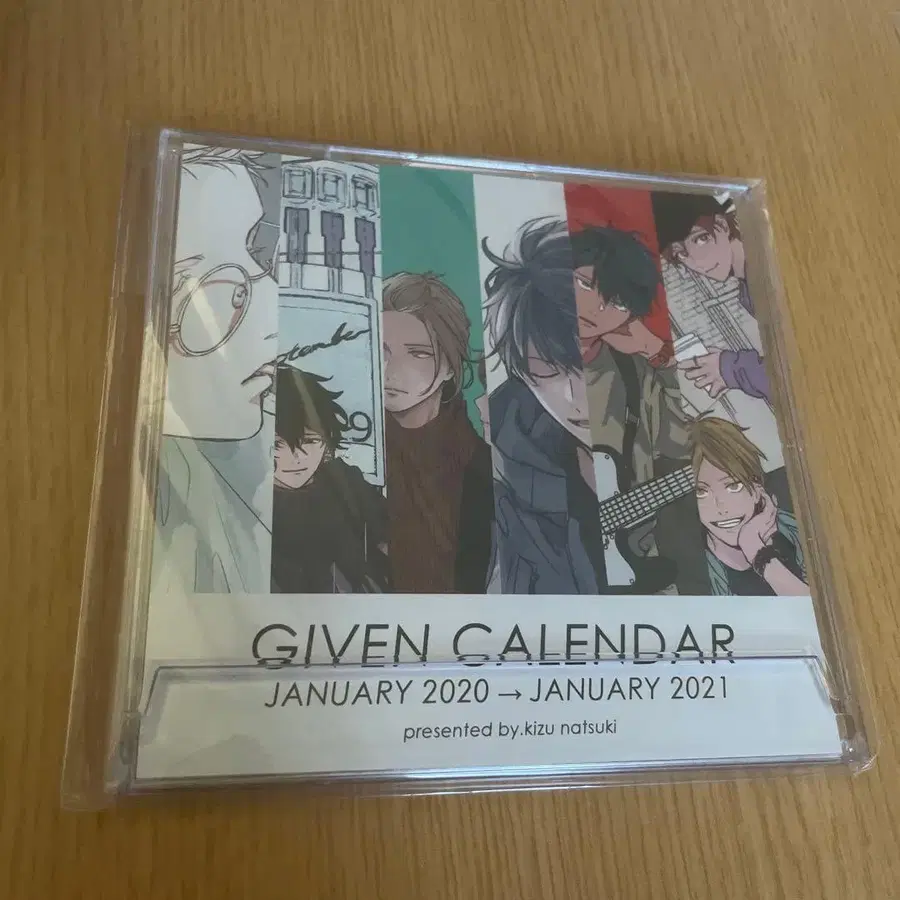 GIVEN CALENDAR
JANUARY 2020 → JANUARY 2021
presented by.kizu natsuki